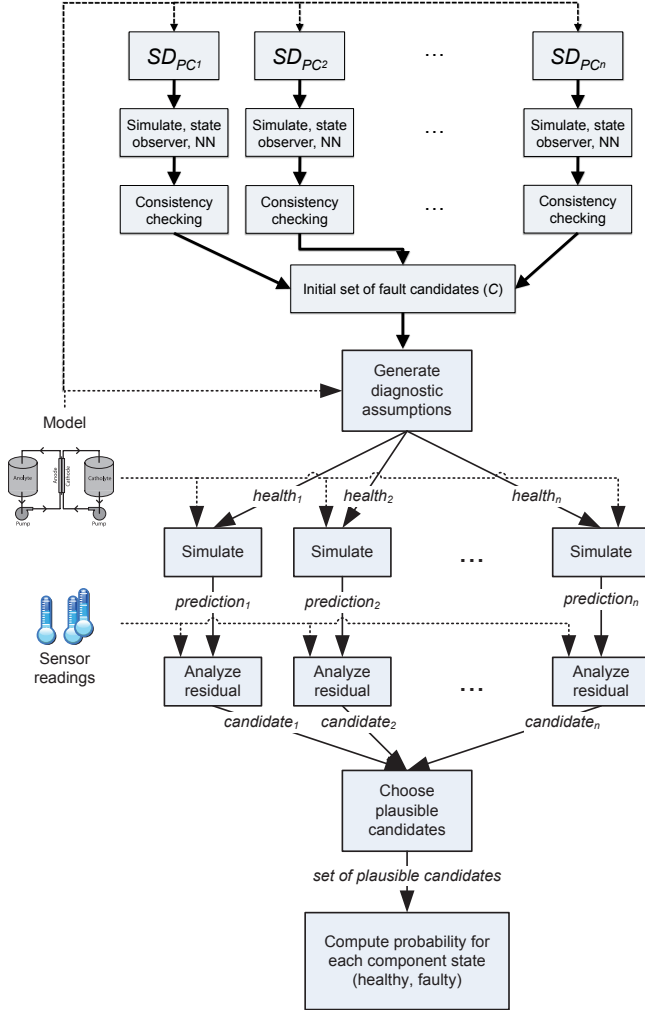 SD_PC1 SD_PC2 ... SD_PCn
Simulate, state
observer, NN
Simulate, state
observer, NN
...
Simulate, state
observer, NN
Consistency
checking
Consistency
checking
...
Consistency
checking
Initial set of fault candidates (C)
Generate
diagnostic
assumptions
Model
Anolyte
Anode
Cathode
Catholyte
Pump
Pump
health1
health2
healthn
Simulate
Simulate
...
Simulate
prediction1
prediction2
predictionn
Sensor
readings
Analyze
residual
Analyze
residual
...
Analyze
residual
candidate1
candidate2
candidaten
Choose
plausible
candidates
set of plausible candidates
Compute probability for
each component state
(healthy, faulty)